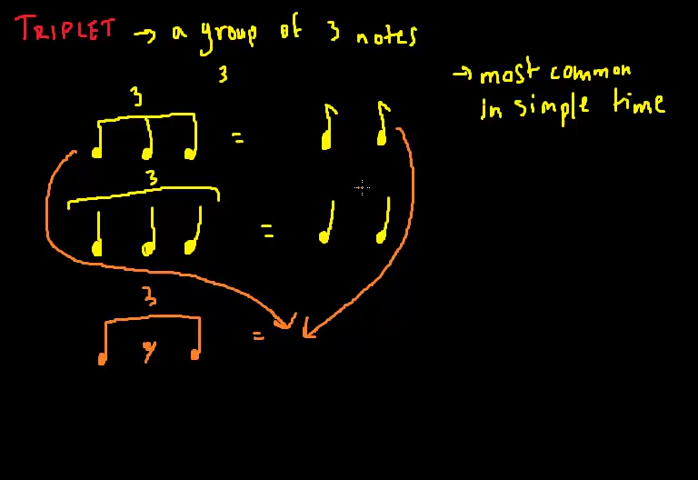 TRIPLET → a group of 3 notes
3
→ most common
in simple time
3
=
3
=
3
=